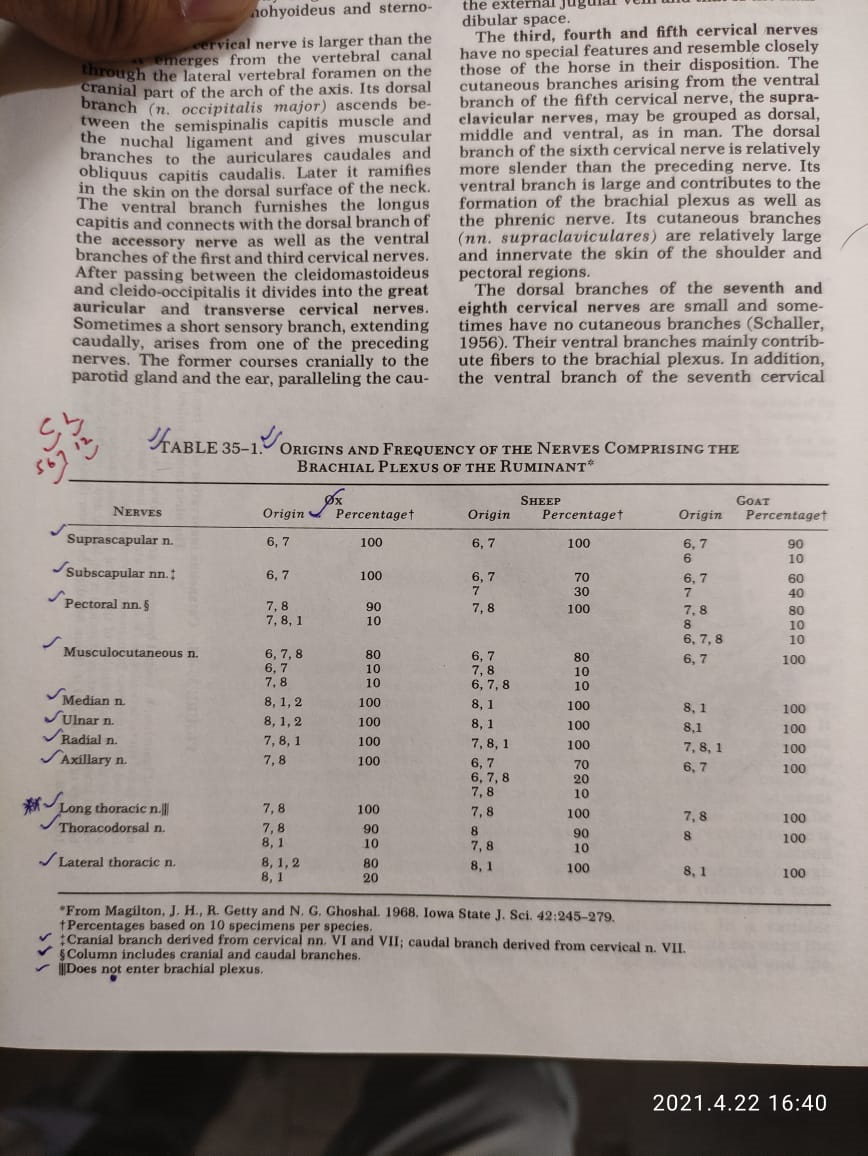 nohyoideus and sterno-
cervical nerve is larger than the
emerges from the vertebral canal
through the lateral vertebral foramen on the
cranial part of the arch of the axis. Its dorsal
branch (n. occipitalis major) ascends be-
tween the semispinalis capitis muscle and
the nuchal ligament and gives muscular
branches to the auriculares caudales and
obliquus capitis caudalis. Later it ramifies
in the skin on the dorsal surface of the neck.
The ventral branch furnishes the longus
capitis and connects with the dorsal branch of
the accessory nerve as well as the ventral
branches of the first and third cervical nerves.
After passing between the cleidomastoideus
and cleido-occipitalis it divides into the great
auricular and transverse cervical nerves.
Sometimes a short sensory branch, extending
caudally, arises from one of the preceding
nerves. The former courses cranially to the
parotid gland and the ear, paralleling the cau-
the external jugular vein and
dibular space.
The third, fourth and fifth cervical nerves
have no special features and resemble closely
those of the horse in their disposition. The
cutaneous branches arising from the ventral
branch of the fifth cervical nerve, the supra-
clavicular nerves, may be grouped as dorsal,
middle and ventral, as in man. The dorsal
branch of the sixth cervical nerve is relatively
more slender than the preceding nerve. Its
ventral branch is large and contributes to the
formation of the brachial plexus as well as
the phrenic nerve. Its cutaneous branches
(nn. supraclaviculares) are relatively large
and innervate the skin of the shoulder and
pectoral regions.
The dorsal branches of the seventh and
eighth cervical nerves are small and some-
times have no cutaneous branches (Schaller,
1956). Their ventral branches mainly contrib-
ute fibers to the brachial plexus. In addition,
the ventral branch of the seventh cervical
TABLE 35-1. ORIGINS AND FREQUENCY OF THE NERVES COMPRISING THE
BRACHIAL PLEXUS OF THE RUMINANT*
OX SHEEP GOAT
NERVES Origin Percentage† Origin Percentage† Origin Percentage†
Suprascapular n. 6, 7 100 6, 7 100 6, 7 90
6 10
Subscapular nn.‡ 6, 7 100 6, 7 70 6, 7 60
7 30 7 40
Pectoral nn.§ 7, 8 90 7, 8 100 7, 8 80
7, 8, 1 10 8 10
6, 7, 8 10
Musculocutaneous n. 6, 7, 8 80 6, 7 80 6, 7 100
6, 7 10 7, 8 10
7, 8 10 6, 7, 8 10
Median n. 8, 1, 2 100 8, 1 100 8, 1 100
Ulnar n. 8, 1, 2 100 8, 1 100 8,1 100
Radial n. 7, 8, 1 100 7, 8, 1 100 7, 8, 1 100
Axillary n. 7, 8 100 6, 7 70 6, 7 100
6, 7, 8 20
7, 8 10
Long thoracic n.||| 7, 8 100 7, 8 100 7, 8 100
Thoracodorsal n. 7, 8 90 8 90 8 100
8, 1 10 7, 8 10
Lateral thoracic n. 8, 1, 2 80 8, 1 100 8, 1 100
8, 1 20
*From Magilton, J. H., R. Getty and N. G. Ghoshal. 1968. Iowa State J. Sci. 42:245–279.
†Percentages based on 10 specimens per species.
‡Cranial branch derived from cervical nn. VI and VII; caudal branch derived from cervical n. VII.
§Column includes cranial and caudal branches.
|||Does not enter brachial plexus.
2021.4.22 16:40